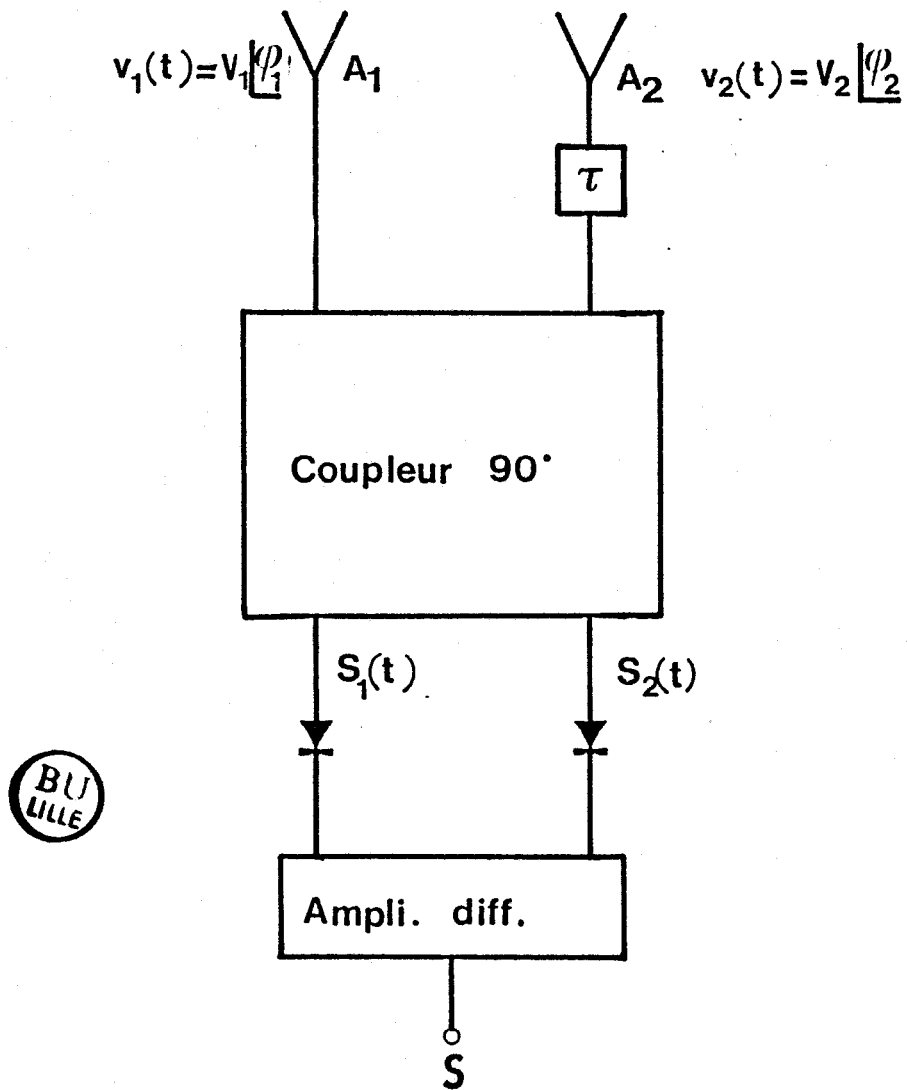 v₁(t)=V₁⌊φ₁ A₁ A₂ v₂(t)=V₂⌊φ₂
τ
Coupleur 90°
S₁(t) S₂(t)
BU
LILLE
Ampli. diff.
S